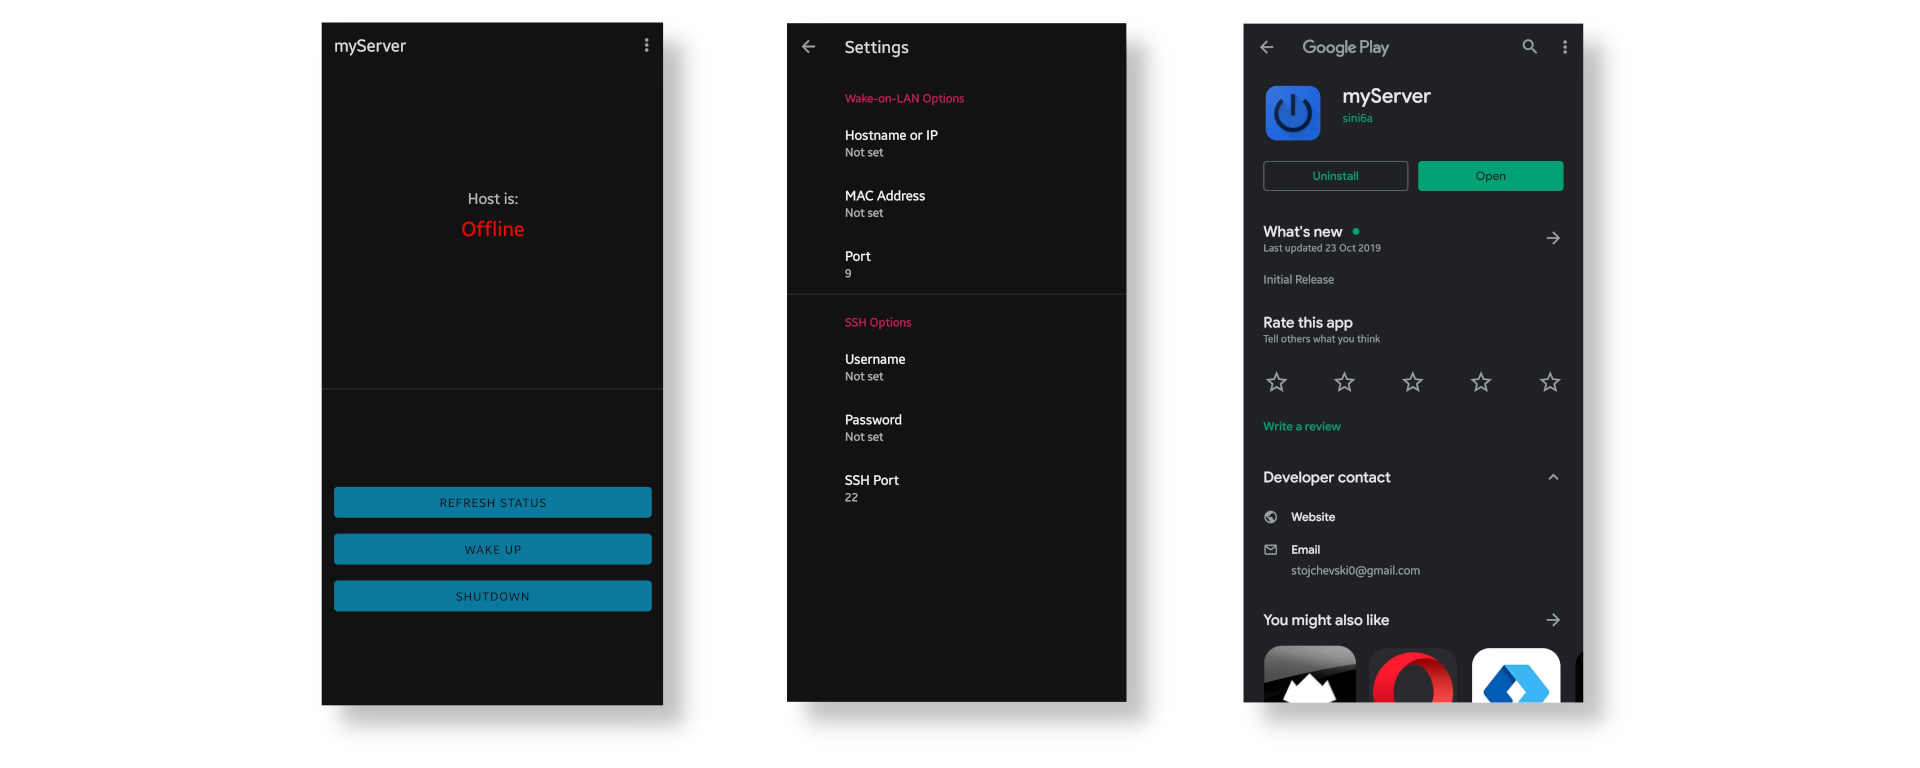 myServer
Host is:
Offline
REFRESH STATUS
WAKE UP
SHUTDOWN
Settings
Wake-on-LAN Options
Hostname or IP
Not set
MAC Address
Not set
Port
9
SSH Options
Username
Not set
Password
Not set
SSH Port
22
Google Play
myServer
sini6a
Uninstall
Open
What's new
Last updated 23 Oct 2019
Initial Release
Rate this app
Tell others what you think
Write a review
Developer contact
Website
Email
stojchevski0@gmail.com
You might also like